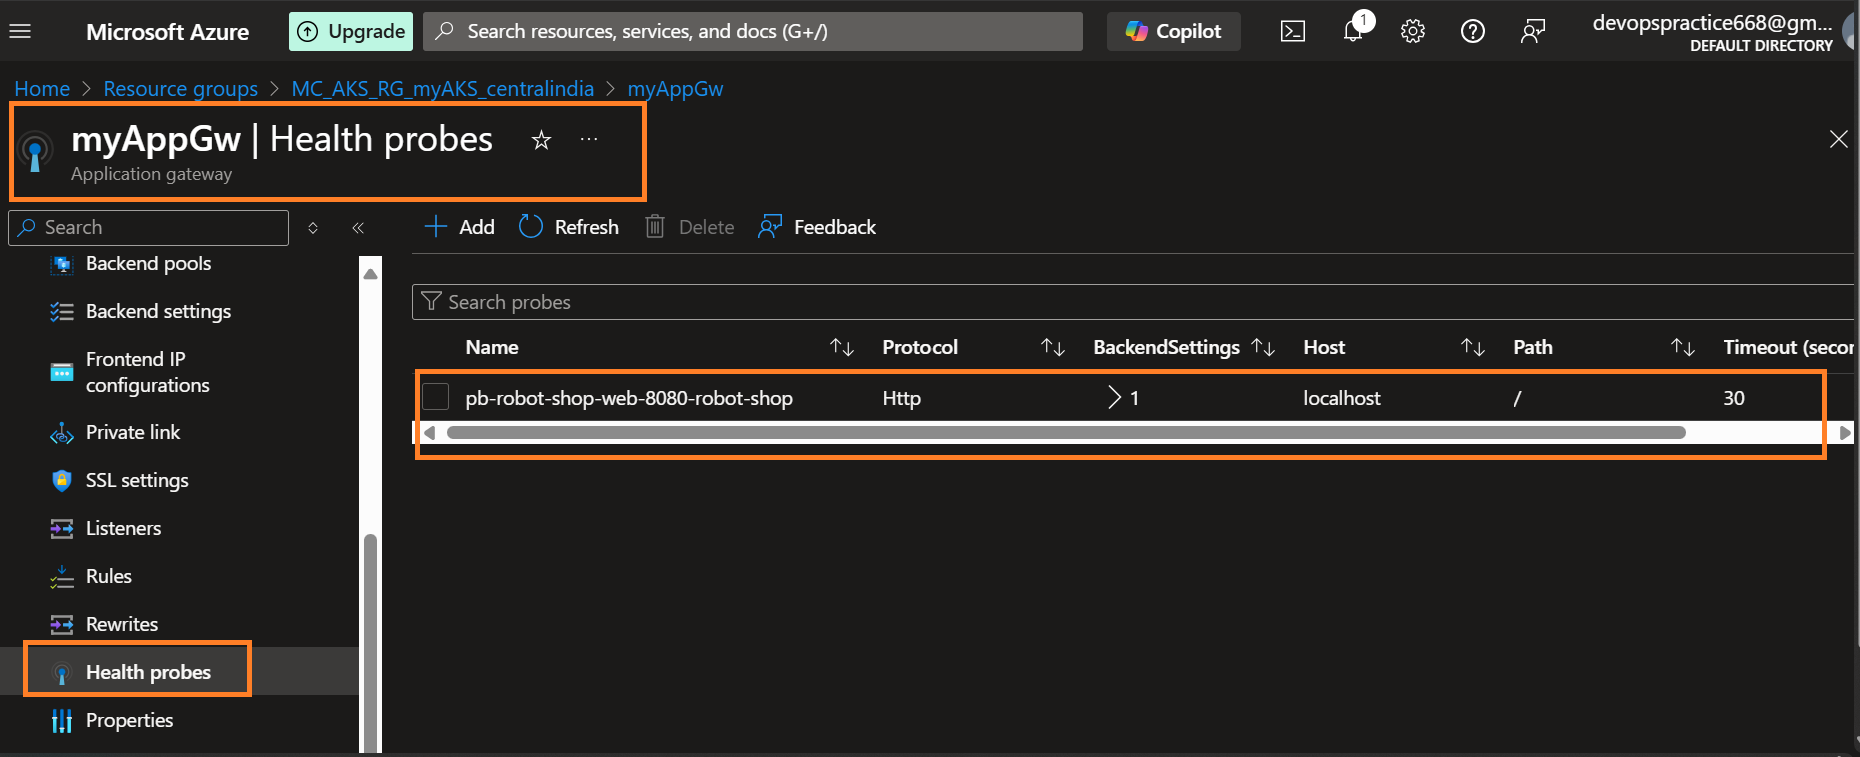 Microsoft Azure
Upgrade
Search resources, services, and docs (G+/)
Copilot
1
devopspractice668@gm...
DEFAULT DIRECTORY
Home > Resource groups > MC_AKS_RG_myAKS_centralindia > myAppGw
myAppGw | Health probes
Application gateway
Search
Add
Refresh
Delete
Feedback
Backend pools
Backend settings
Frontend IP
configurations
Private link
SSL settings
Listeners
Rules
Rewrites
Health probes
Properties
Search probes
Name Protocol BackendSettings Host Path Timeout (secon
pb-robot-shop-web-8080-robot-shop Http 1 localhost / 30